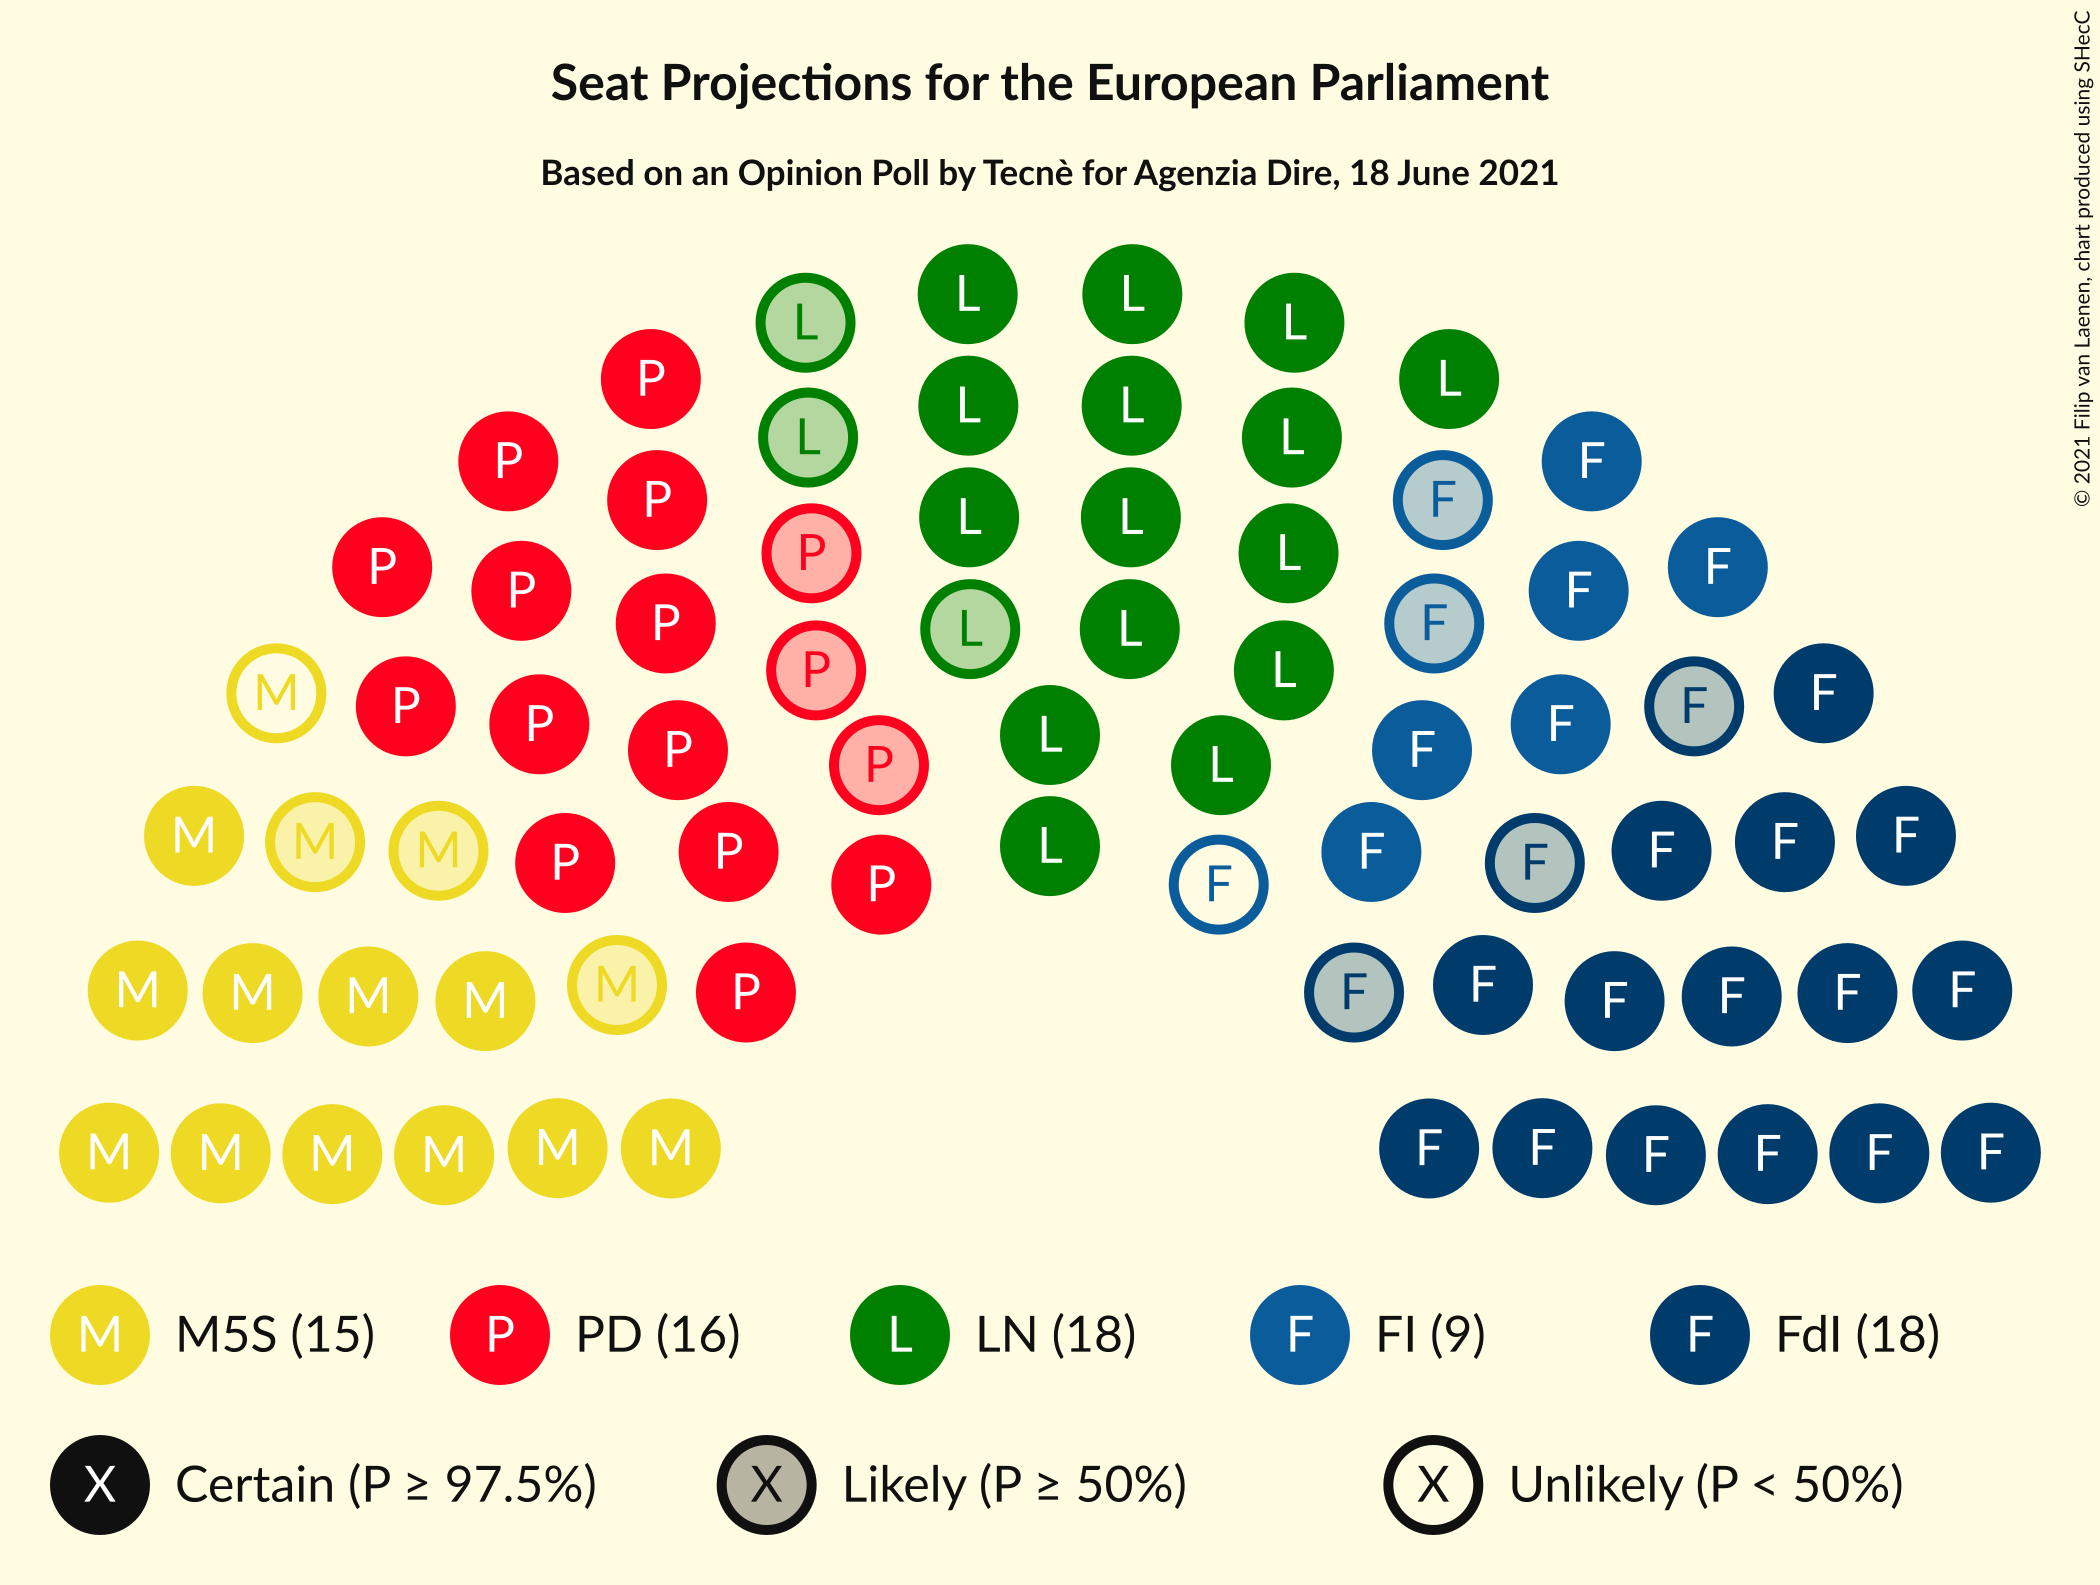 Seat Projections for the European Parliament
Based on an Opinion Poll by Tecnè for Agenzia Dire, 18 June 2021
© 2021 Filip van Laenen, chart produced using SHecC
L L
L L
P L
L L
L L
P F
P F L
L L
P L
P F F
P P F
P L L
M F
P P F F
P F
P L
P F
L
M F
M F
M F
L
P F
P F
P F
M F
M F
M F
M F
M F
P F
M M M M M M F F F F F F
M M5S (15) P PD (16) L LN (18) F FI (9) F FdI (18)
X Certain (P ≥ 97.5%) X Likely (P ≥ 50%) X Unlikely (P < 50%)